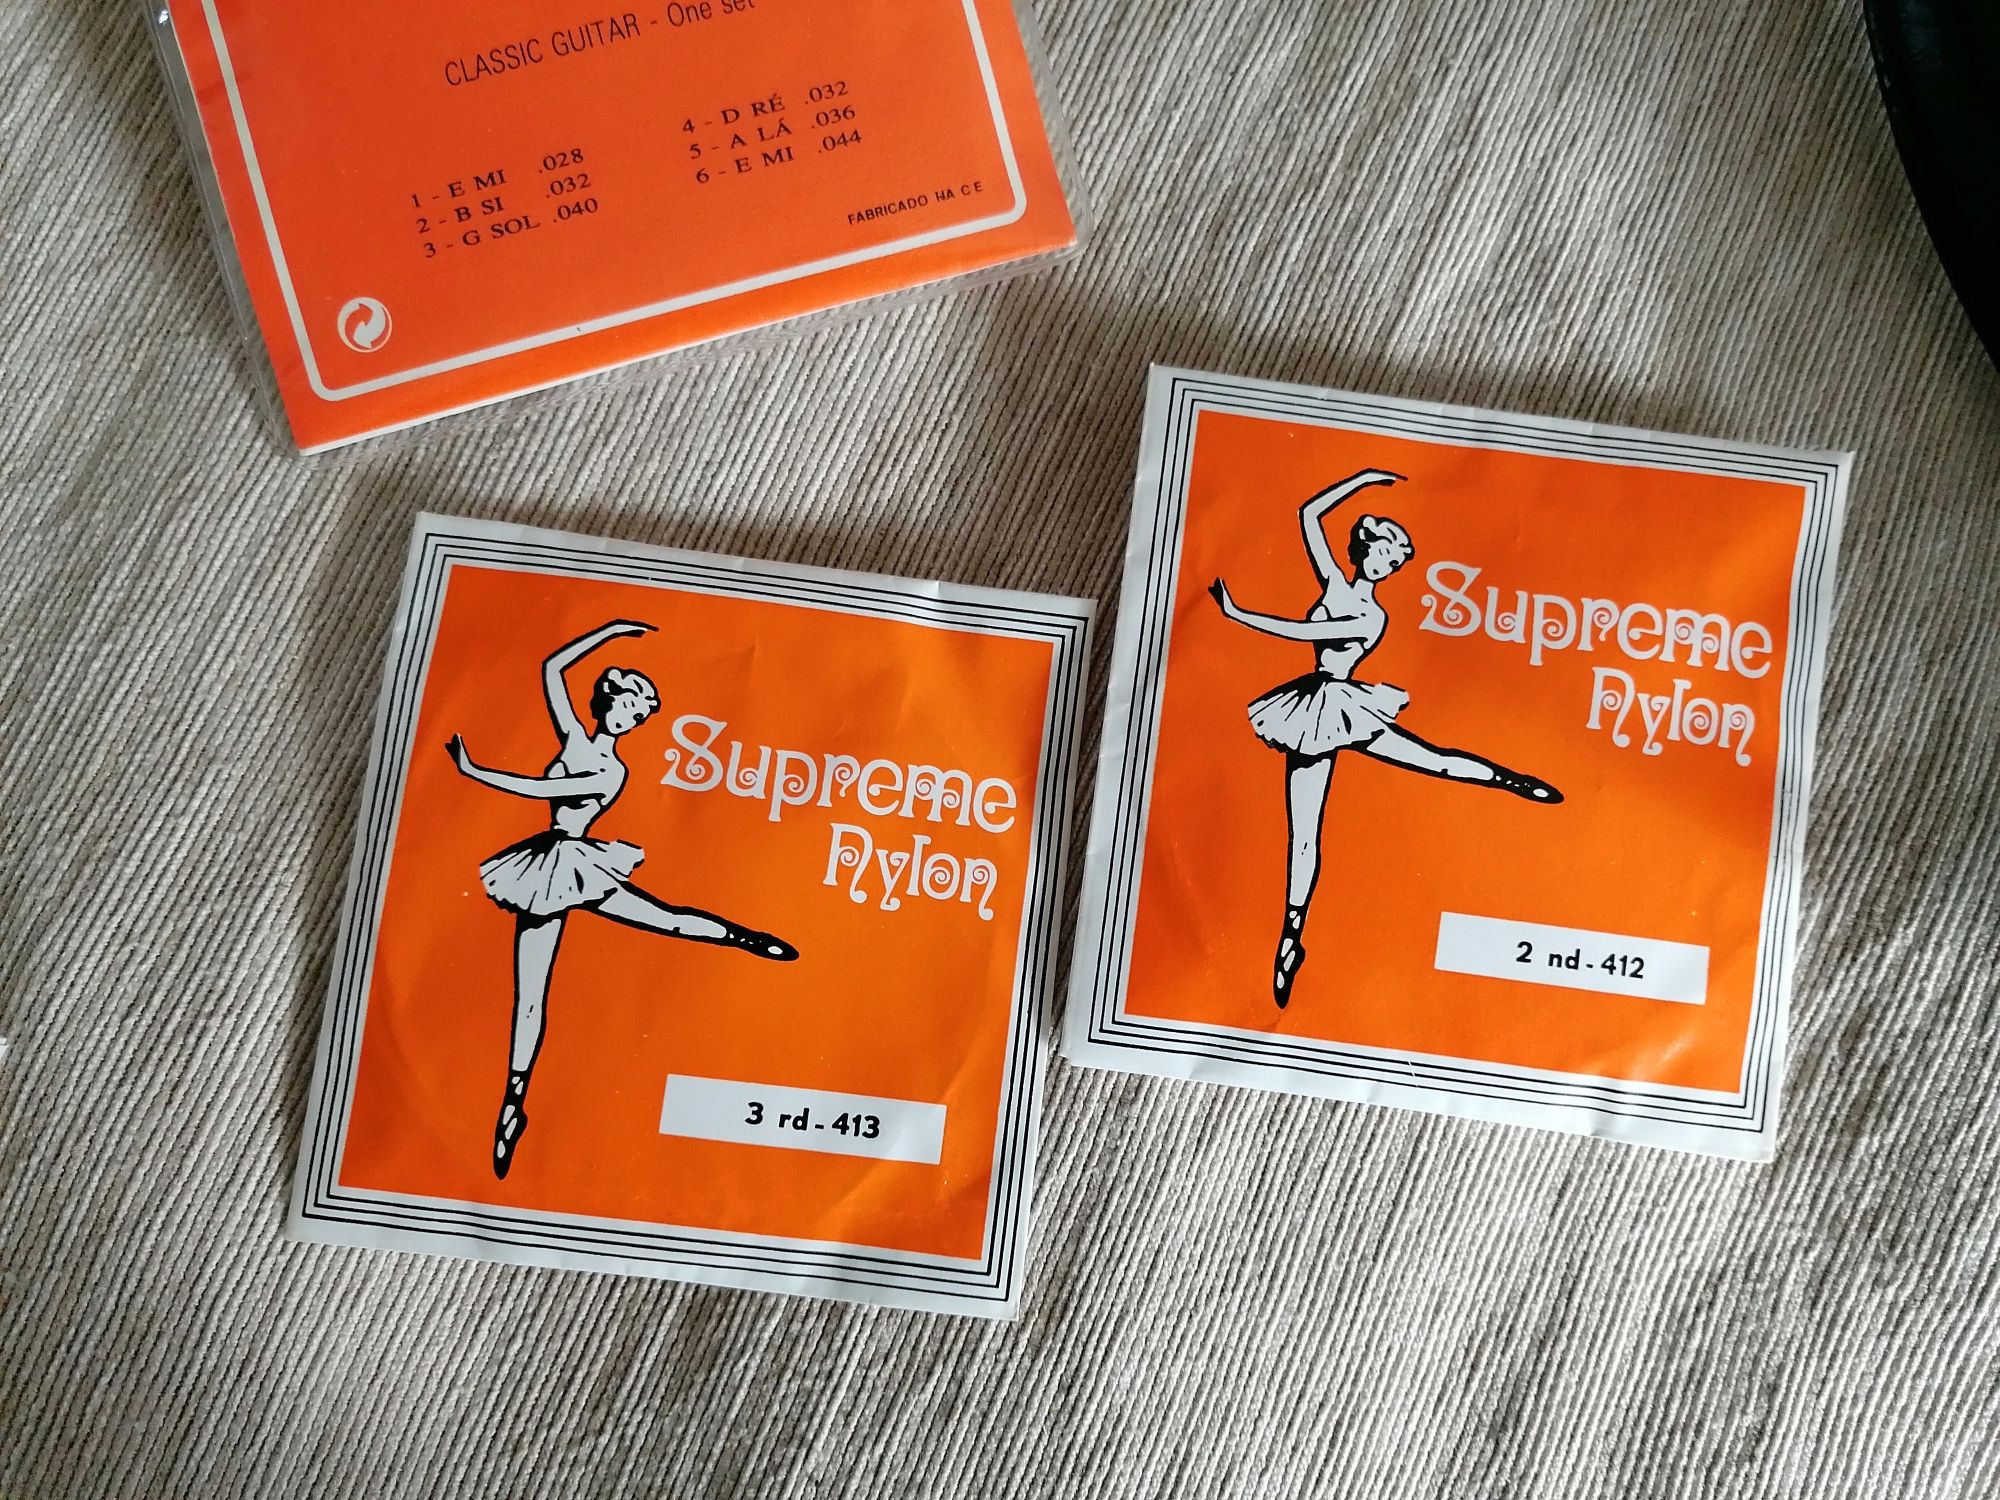 CLASSIC GUITAR - One set
1 - E MI .028
2 - B SI .032
3 - G SOL .040
4 - D RÉ .032
5 - A LÁ .036
6 - E MI .044
FABRICADO NA C E
Supreme
Nylon
3 rd - 413
Supreme
Nylon
2 nd - 412